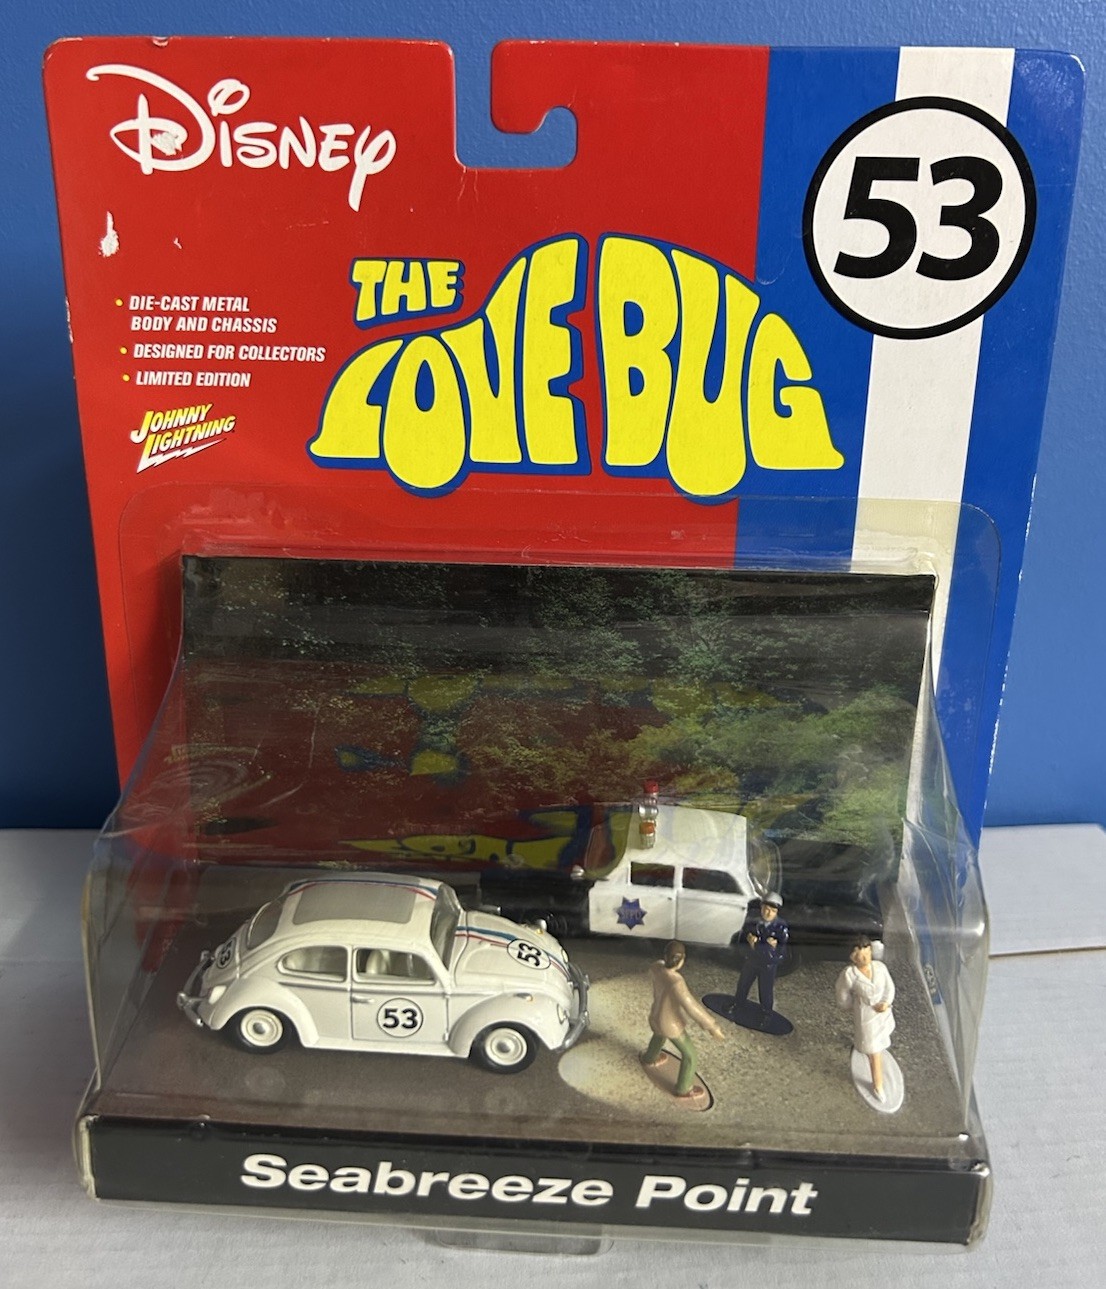 DISNEY
53
THE
LOVE BUG
• DIE-CAST METAL
BODY AND CHASSIS
• DESIGNED FOR COLLECTORS
• LIMITED EDITION
JOHNNY
LIGHTNING
53
53
53
Seabreeze Point